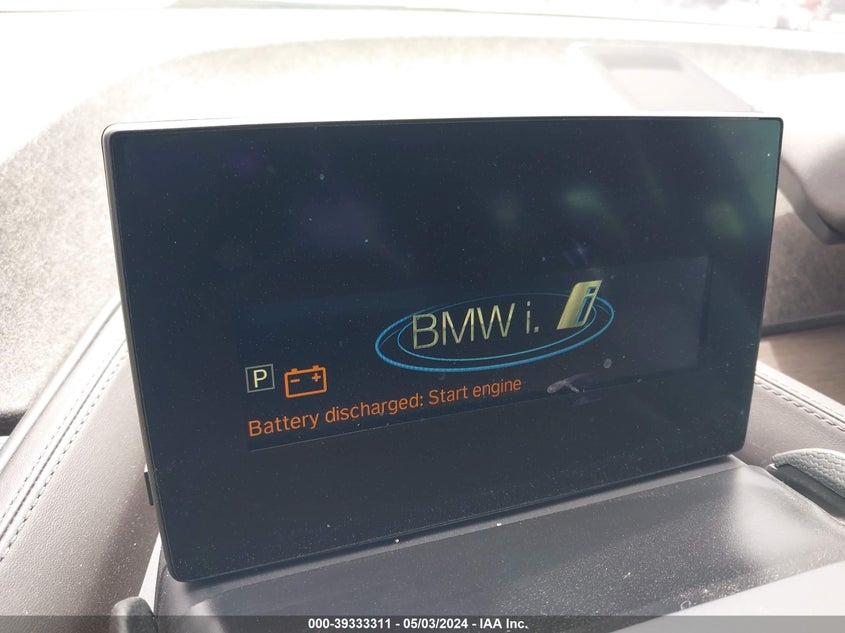 BMW i.
P
Battery discharged: Start engine
000-39333311 - 05/03/2024 - IAA Inc.